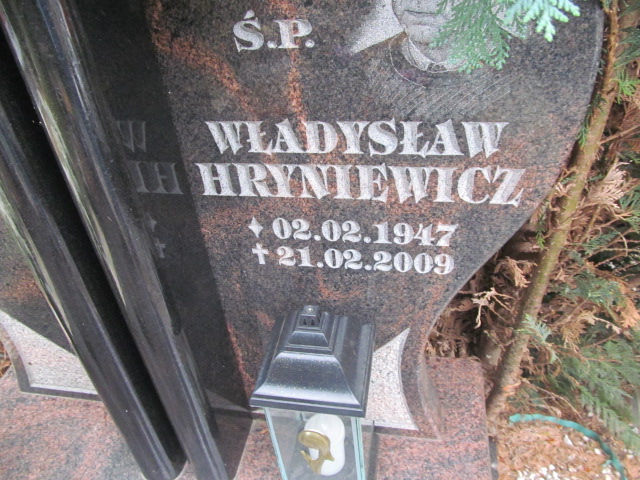 Ś.P.
WŁADYSŁAW
HRYNIEWICZ
02.02.1947
21.02.2009